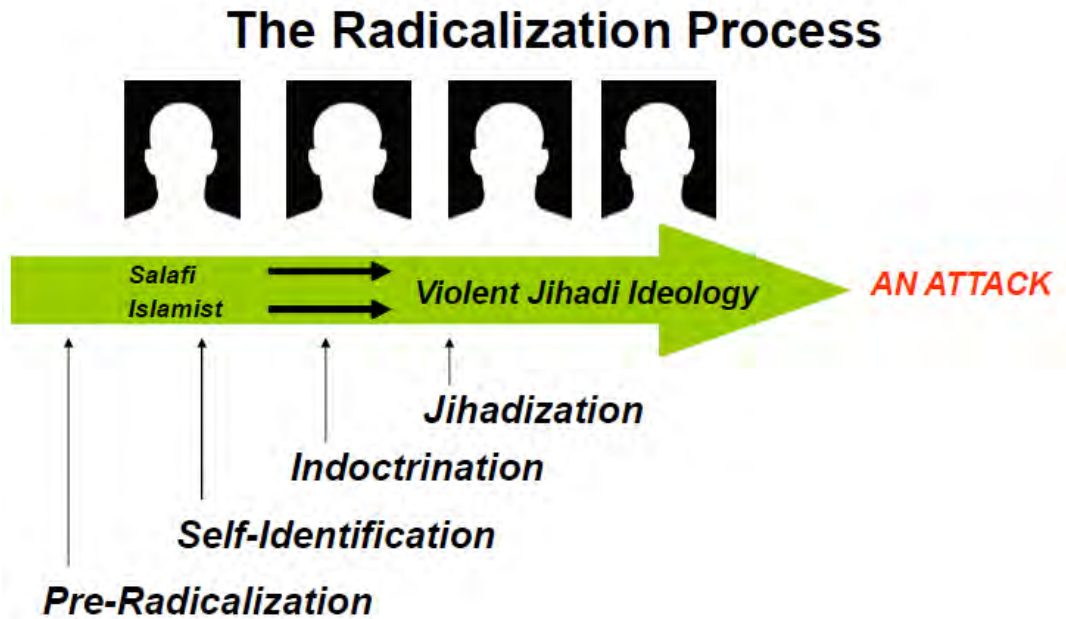 The Radicalization Process
Salafi
Islamist
Violent Jihadi Ideology
AN ATTACK
Jihadization
Indoctrination
Self-Identification
Pre-Radicalization